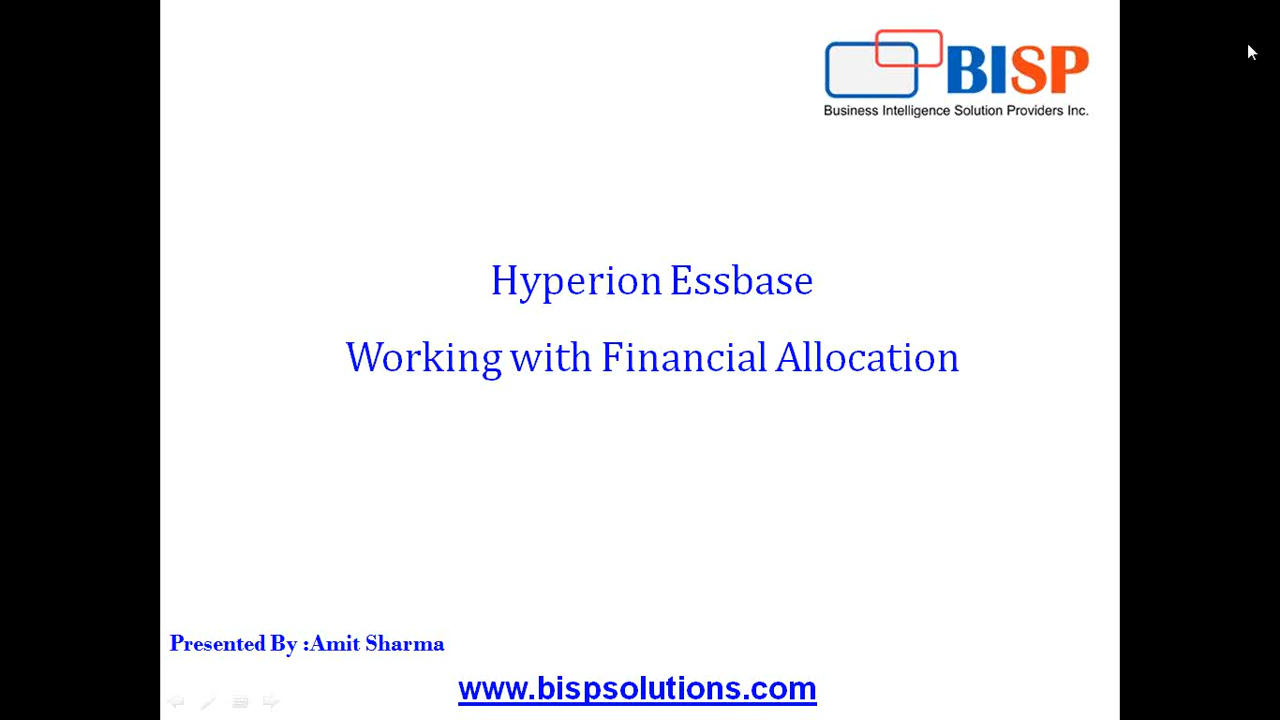 BISP
Business Intelligence Solution Providers Inc.
Hyperion Essbase
Working with Financial Allocation
Presented By :Amit Sharma
www.bispsolutions.com